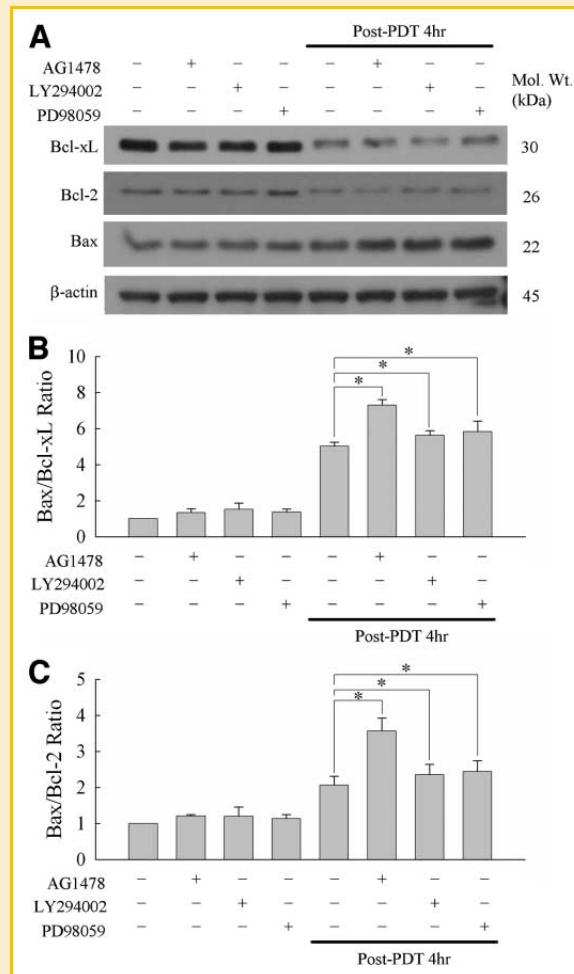 A
Post-PDT 4hr
AG1478 – + – – – + – –
LY294002 – – + – – – + –
PD98059 – – – + – – – +
Mol. Wt.
(kDa)
Bcl-xL 30
Bcl-2 26
Bax 22
β-actin 45
B
Bax/Bcl-xL Ratio
10
8
6
4
2
0
* * *
AG1478 – + – – – + – –
LY294002 – – + – – – + –
PD98059 – – – + – – – +
Post-PDT 4hr
C
Bax/Bcl-2 Ratio
5
4
3
2
1
0
* * *
AG1478 – + – – – + – –
LY294002 – – + – – – + –
PD98059 – – – + – – – +
Post-PDT 4hr